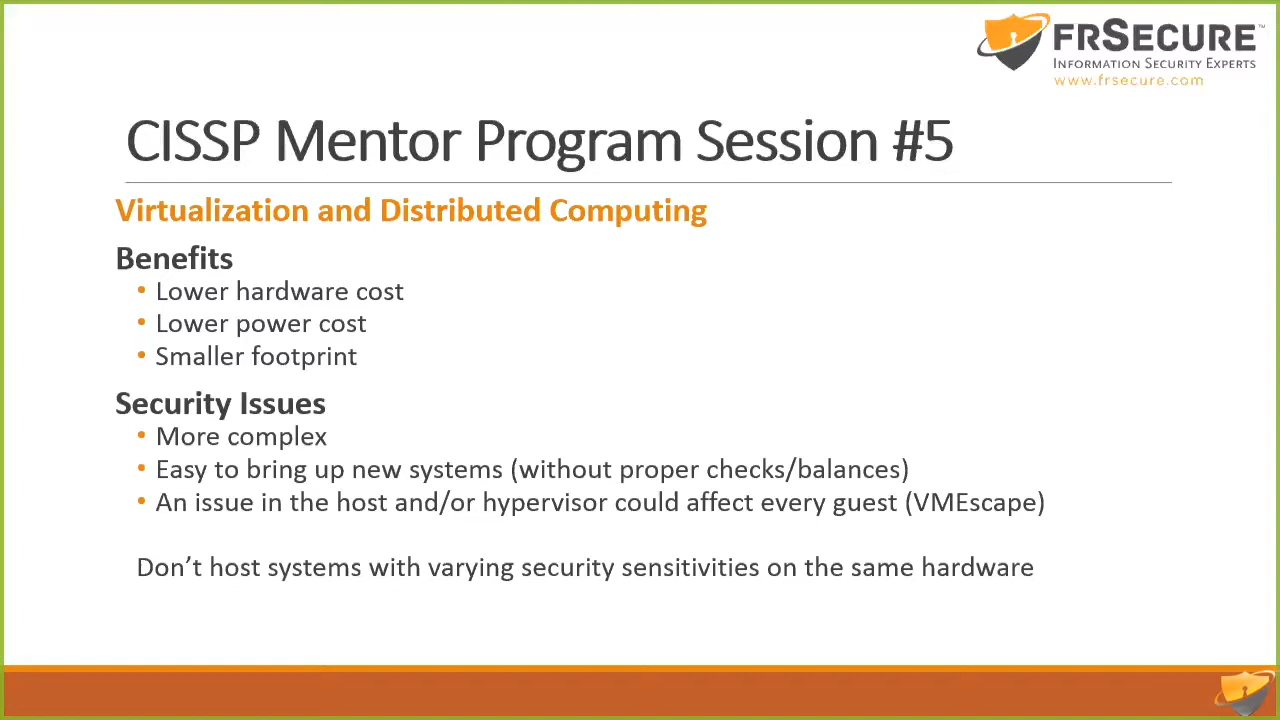 FRSECURE™
INFORMATION SECURITY EXPERTS
www.frsecure.com
CISSP Mentor Program Session #5
Virtualization and Distributed Computing
Benefits
• Lower hardware cost
• Lower power cost
• Smaller footprint
Security Issues
• More complex
• Easy to bring up new systems (without proper checks/balances)
• An issue in the host and/or hypervisor could affect every guest (VMEscape)
Don’t host systems with varying security sensitivities on the same hardware